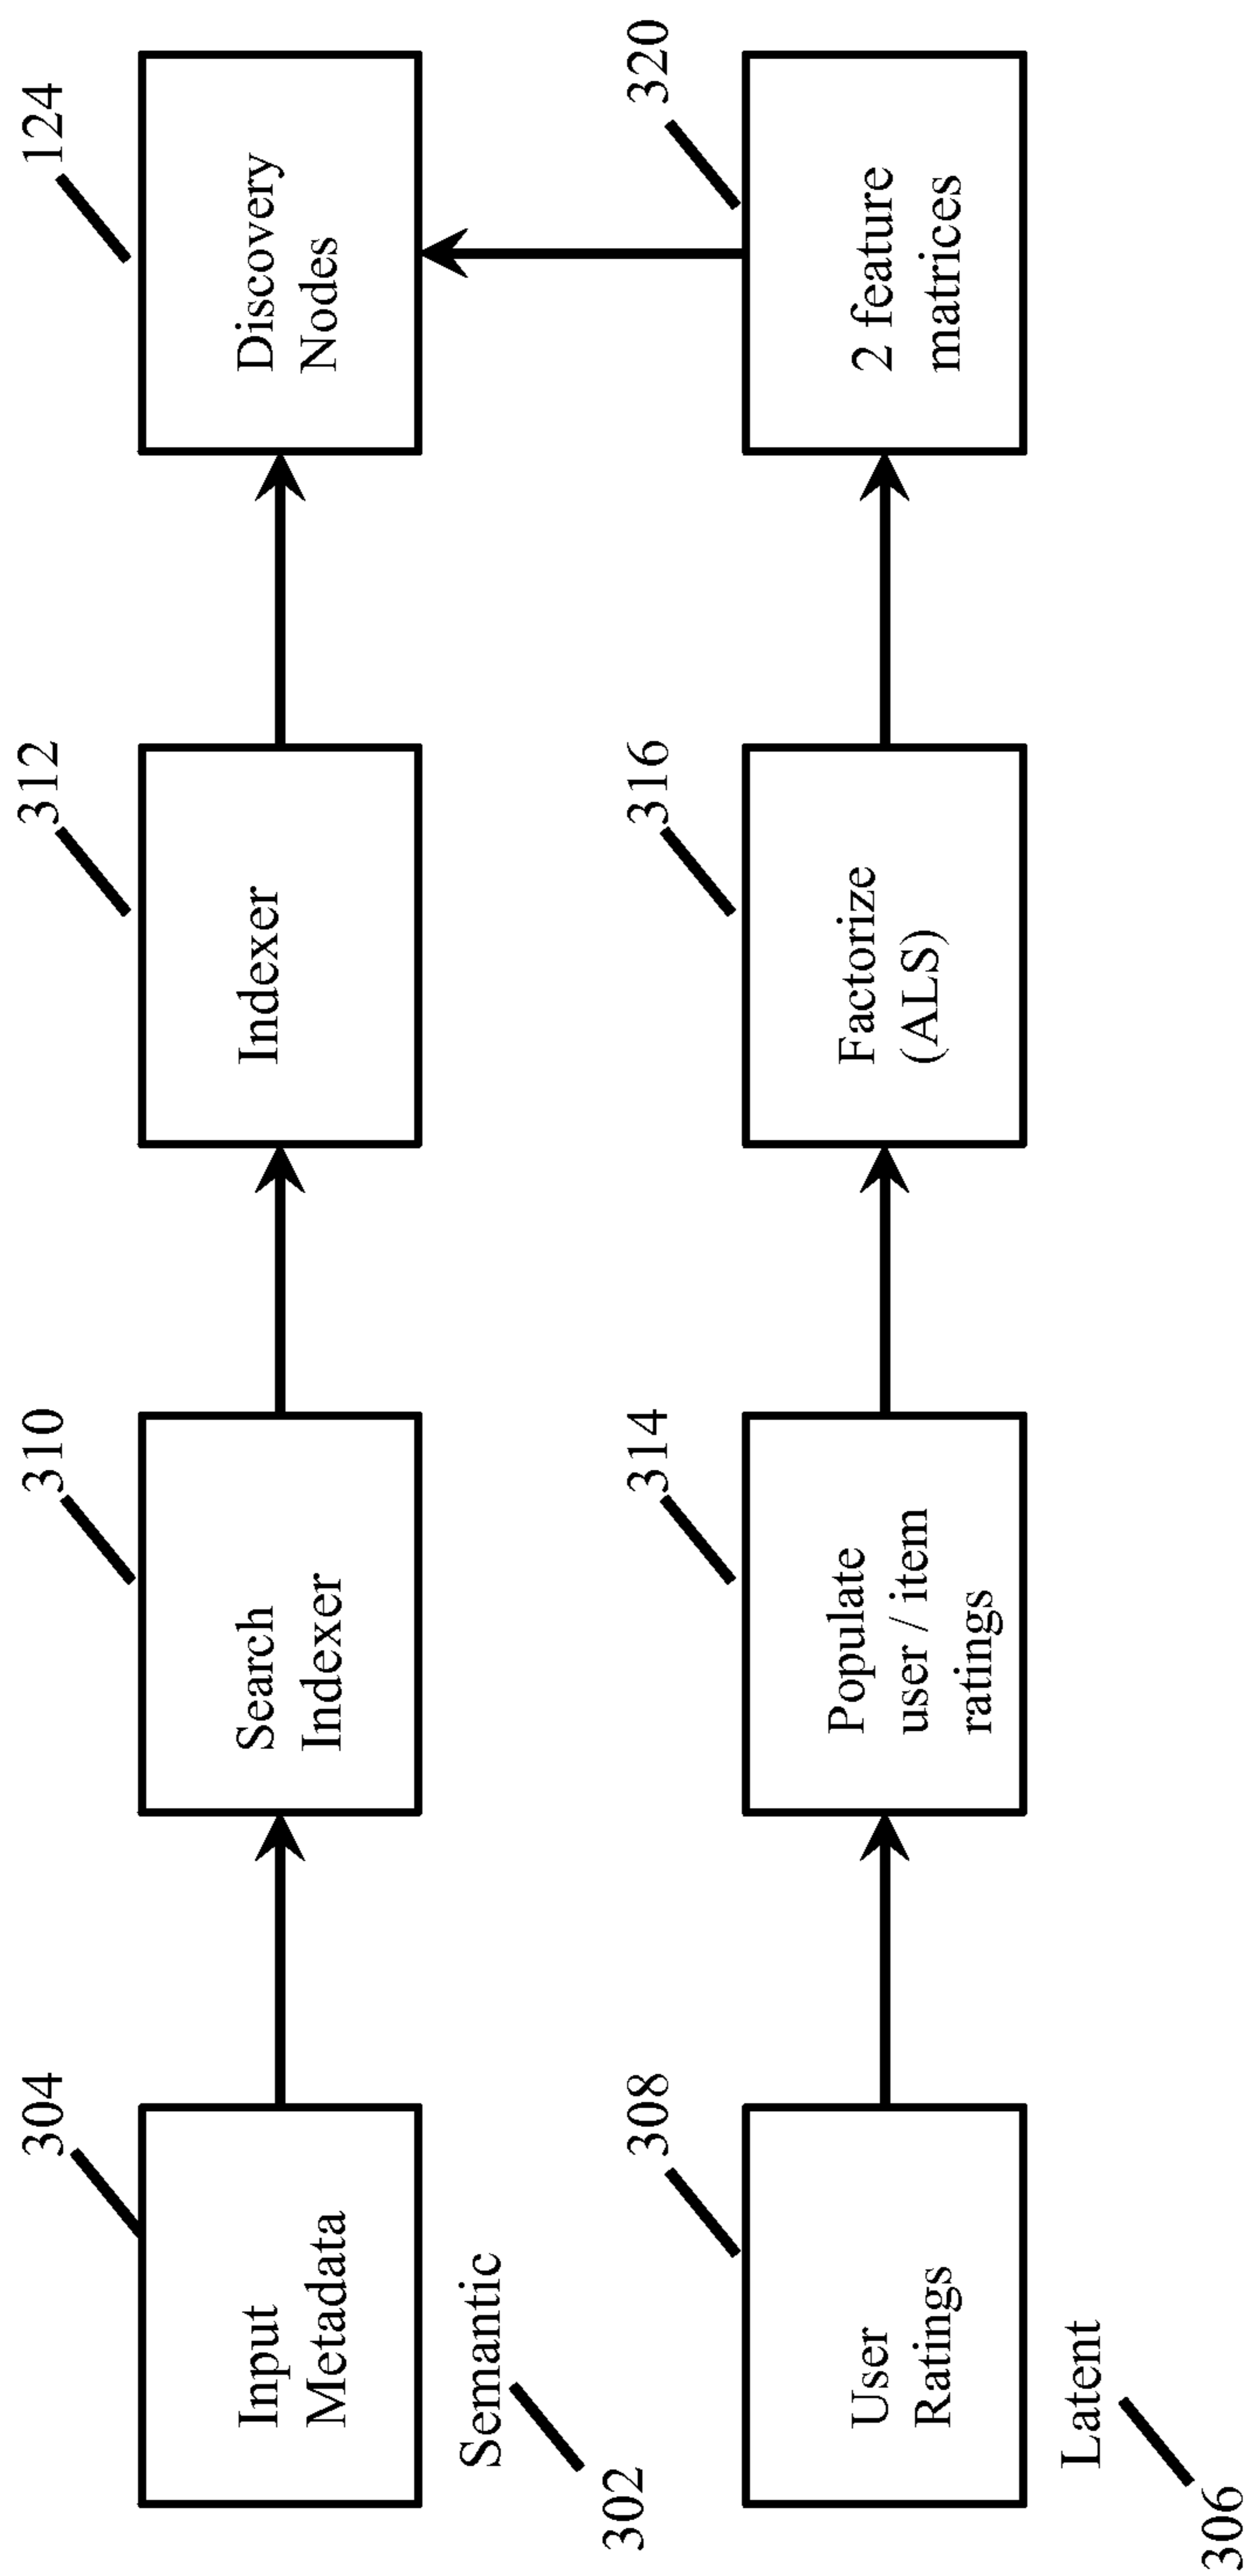 304
Input
Metadata
310
Search
Indexer
312
Indexer
124
Discovery
Nodes
Semantic
302
308
User
Ratings
314
Populate
user / item
ratings
316
Factorize
(ALS)
320
2 feature
matrices
Latent
306